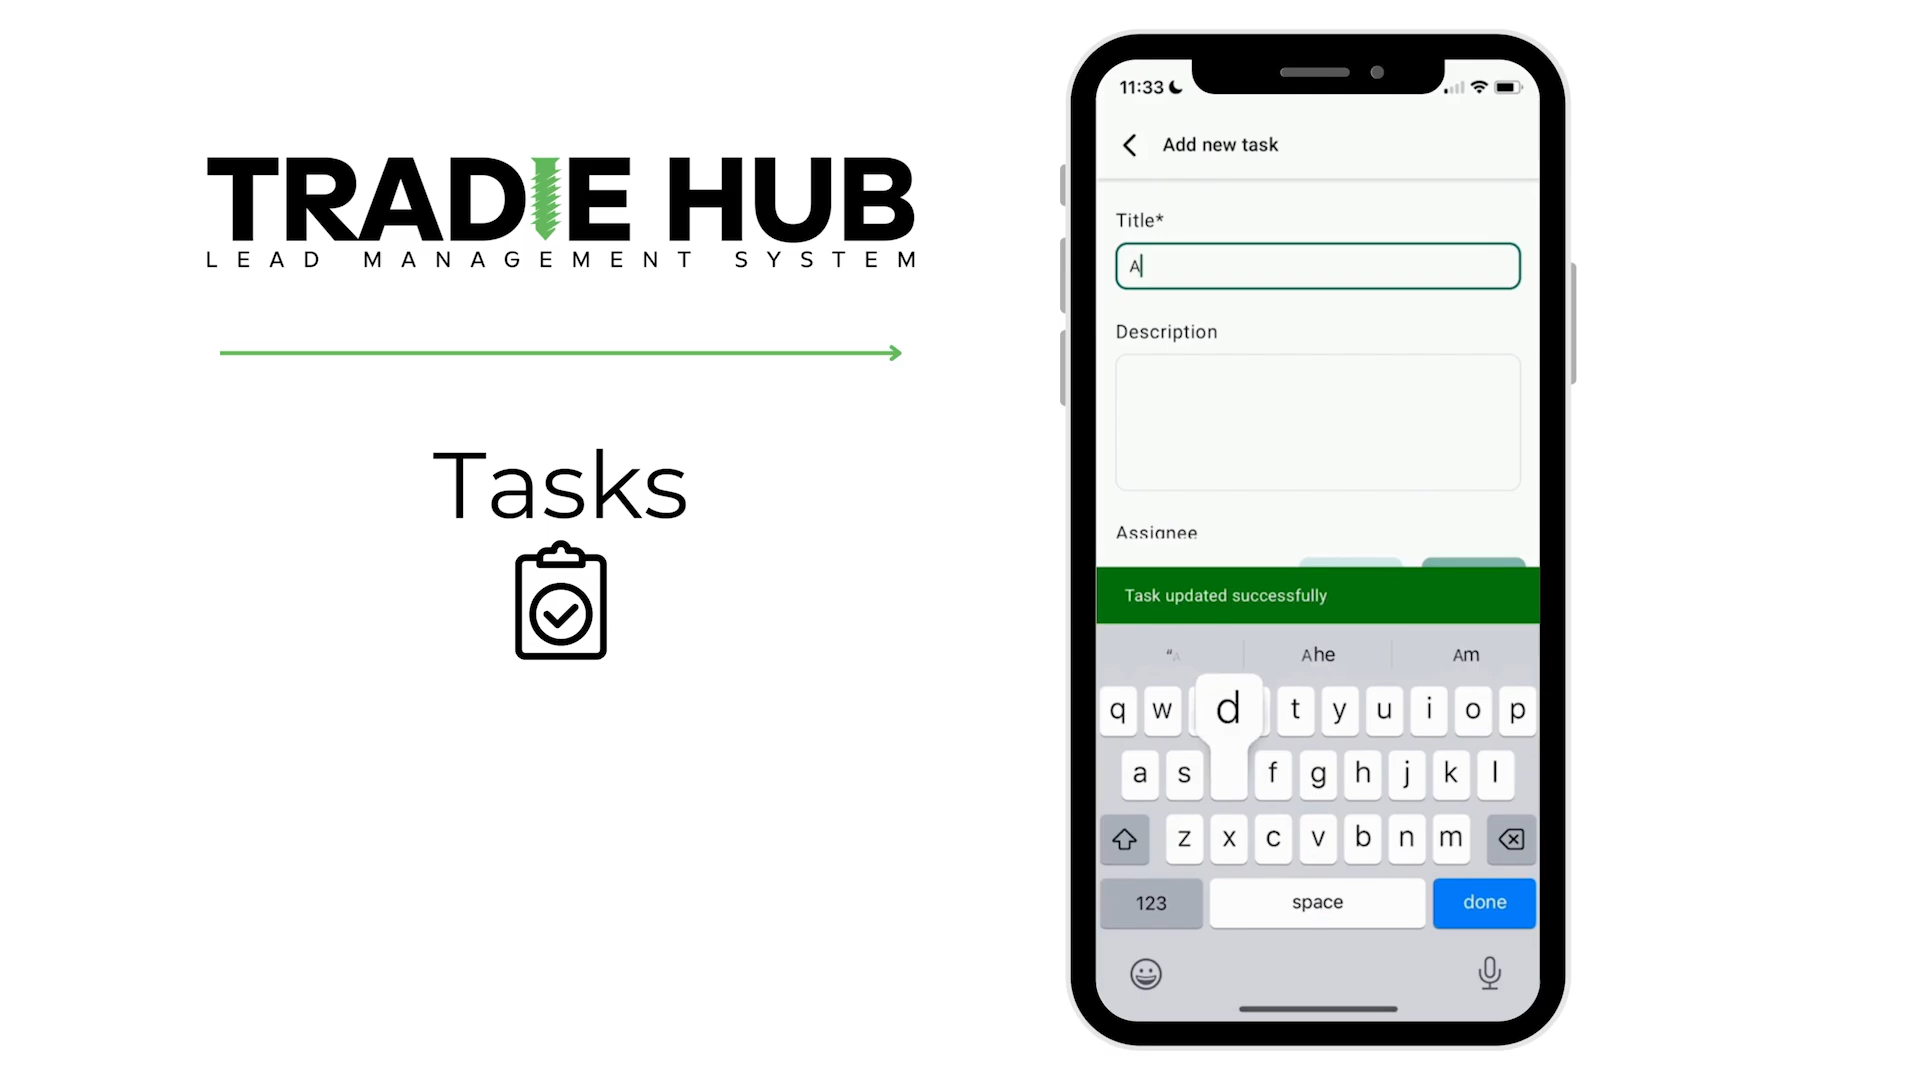 TRADIE HUB
LEAD MANAGEMENT SYSTEM
Tasks
11:33
Add new task
Title*
A
Description
Assignee
Task updated successfully
“A Ahe Am
q w d t y u i o p
a s f g h j k l
z x c v b n m
123 space done